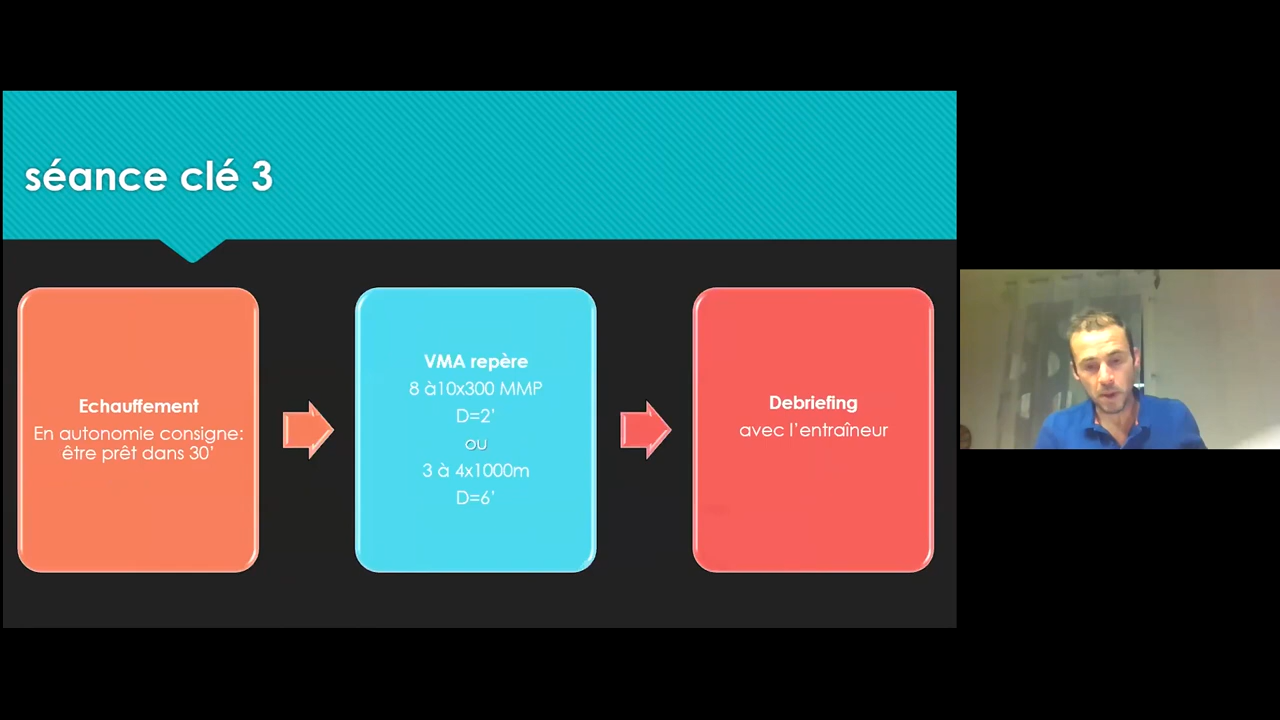 séance clé 3
Echauffement
En autonomie consigne:
être prêt dans 30'
VMA repère
8 à10x300 MMP
D=2'
ou
3 à 4x1000m
D=6'
Debriefing
avec l'entraîneur